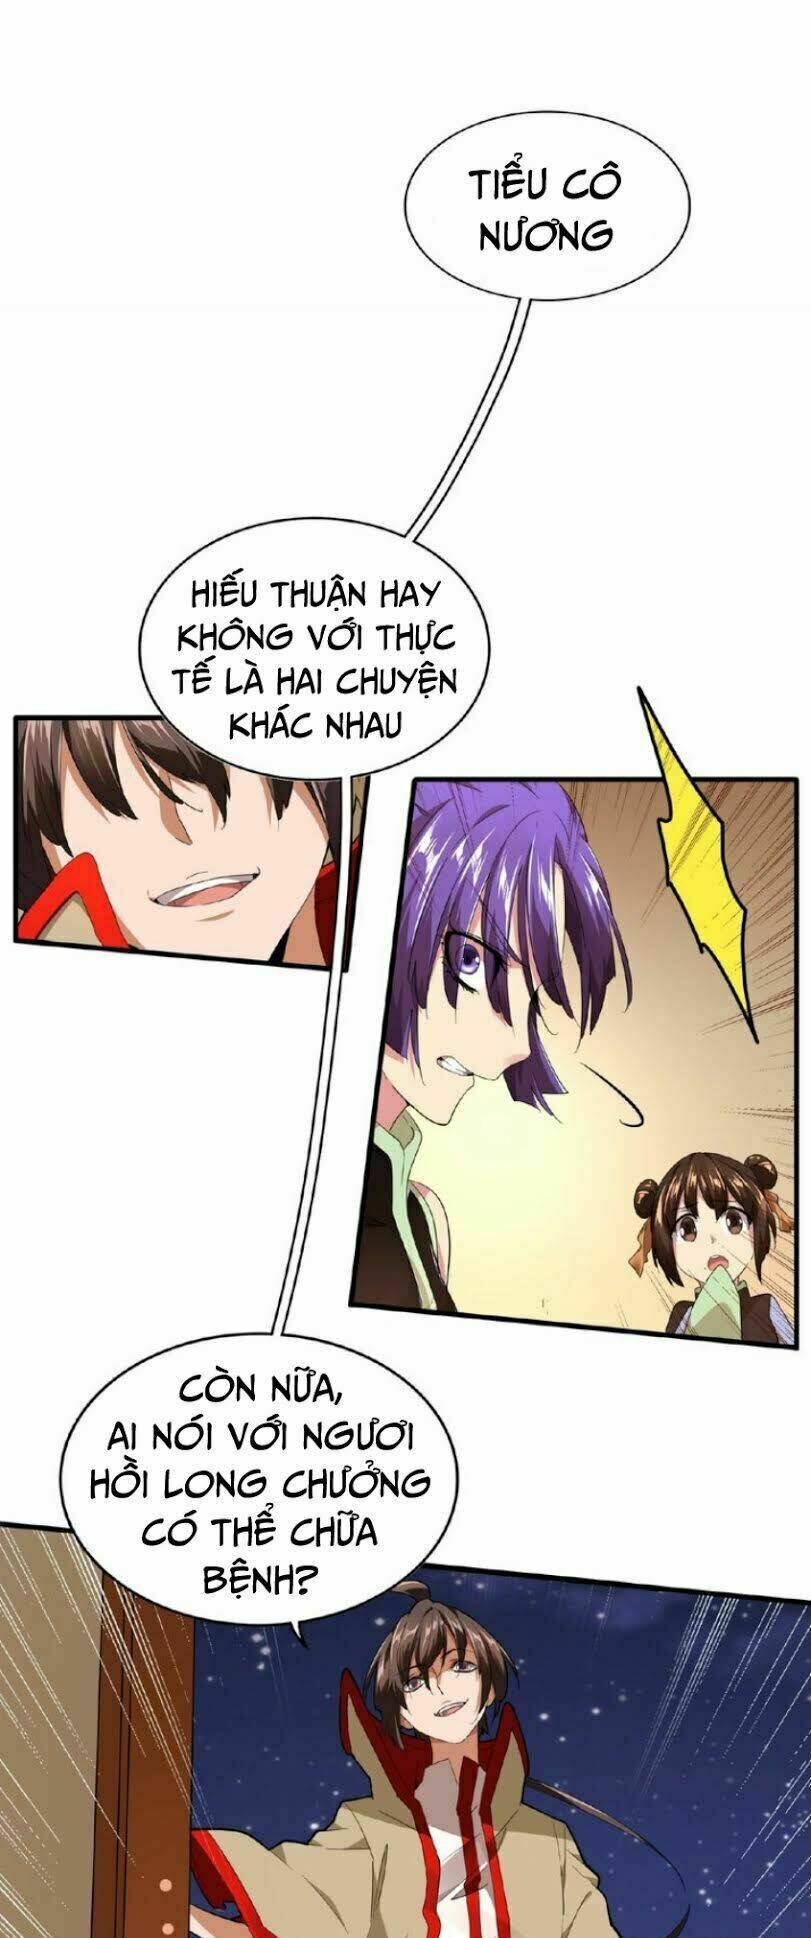 TIỂU CÔ
NƯƠNG
HIẾU THUẬN HAY
KHÔNG VỚI THỰC
TẾ LÀ HAI CHUYỆN
KHÁC NHAU
CÒN NỮA,
AI NÓI VỚI NGƯƠI
HỒI LONG CHƯỞNG
CÓ THỂ CHỮA
BỆNH?